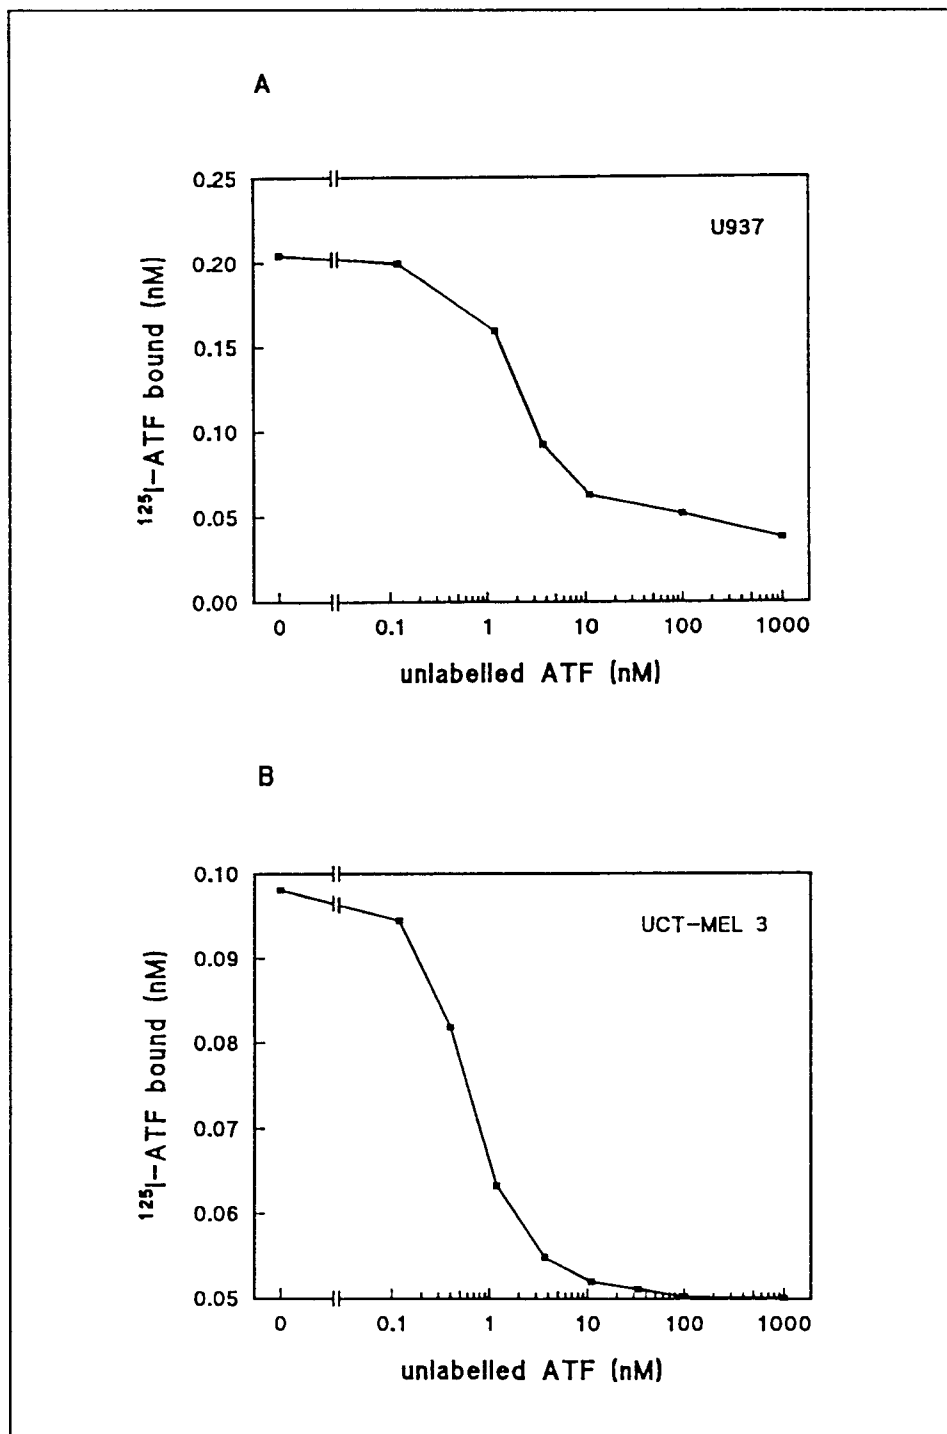 A
0.25
U937
0.20
0.15
0.10
0.05
0.00
¹²⁵I–ATF bound (nM)
0 0.1 1 10 100 1000
unlabelled ATF (nM)
B
0.10
UCT–MEL 3
0.09
0.08
0.07
0.06
0.05
¹²⁵I–ATF bound (nM)
0 0.1 1 10 100 1000
unlabelled ATF (nM)